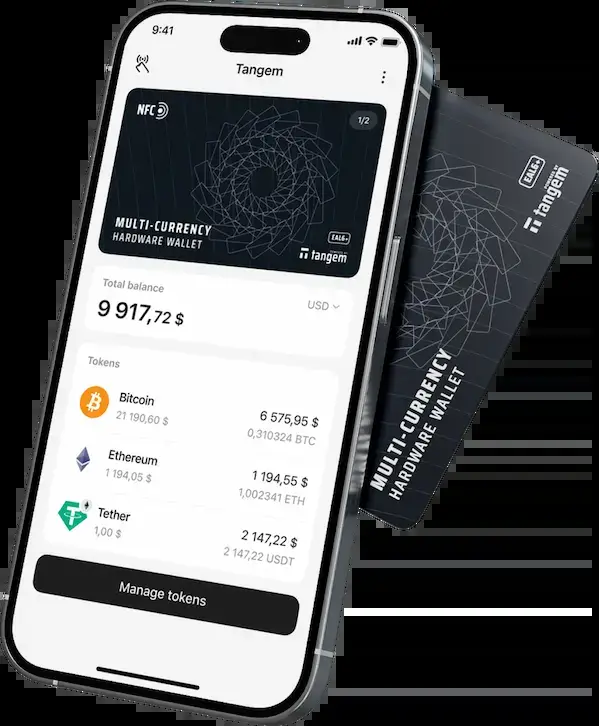 9:41
Tangem
NFC
1/2
MULTI-CURRENCY
HARDWARE WALLET
EAL6+
tangem
Total balance
USD
9 917,72 $
Tokens
Bitcoin
6 575,95 $
21 190,60 $
0,310324 BTC
Ethereum
1 194,55 $
1 194,05 $
1,002341 ETH
Tether
2 147,22 $
1,00 $
2 147,22 USDT
Manage tokens
EAL6+
POWERED BY
tangem
MULTI-CURRENCY
HARDWARE WALLET